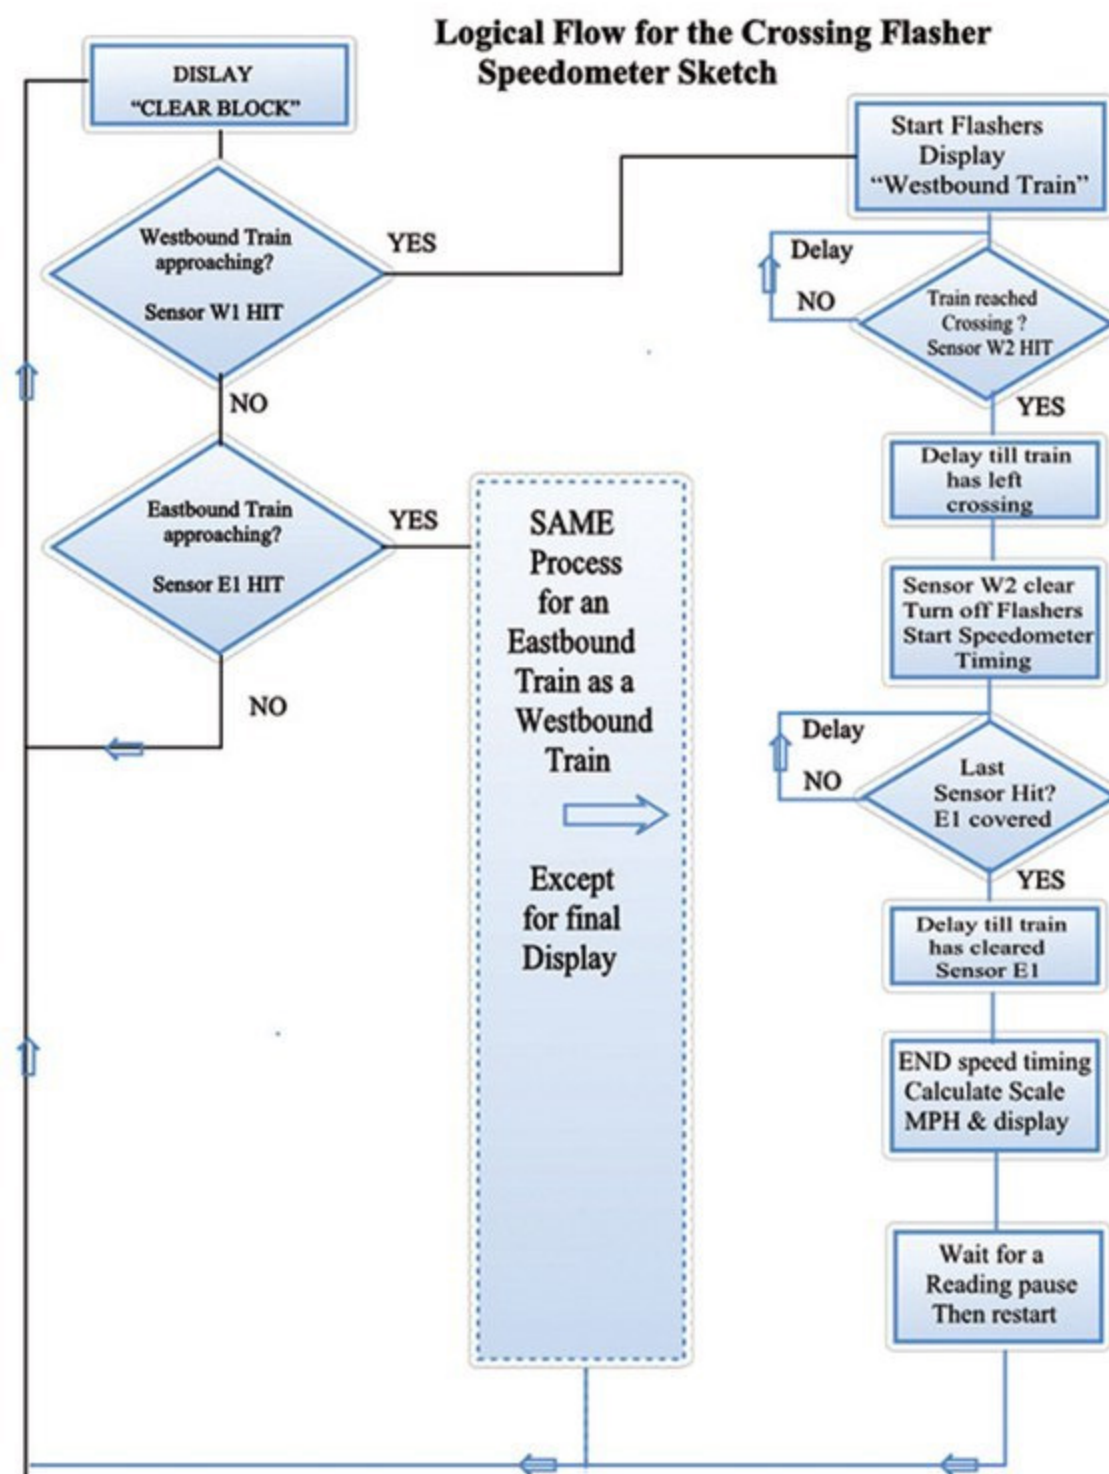 Logical Flow for the Crossing Flasher
Speedometer Sketch
DISLAY
“CLEAR BLOCK”
Westbound Train
approaching?
Sensor W1 HIT
YES
NO
Eastbound Train
approaching?
Sensor E1 HIT
YES
NO
SAME
Process
for an
Eastbound
Train as a
Westbound
Train
Except
for final
Display
Start Flashers
Display
“Westbound Train”
Delay
NO
Train reached
Crossing ?
Sensor W2 HIT
YES
Delay till train
has left
crossing
Sensor W2 clear
Turn off Flashers
Start Speedometer
Timing
Delay
NO
Last
Sensor Hit?
E1 covered
YES
Delay till train
has cleared
Sensor E1
END speed timing
Calculate Scale
MPH & display
Wait for a
Reading pause
Then restart